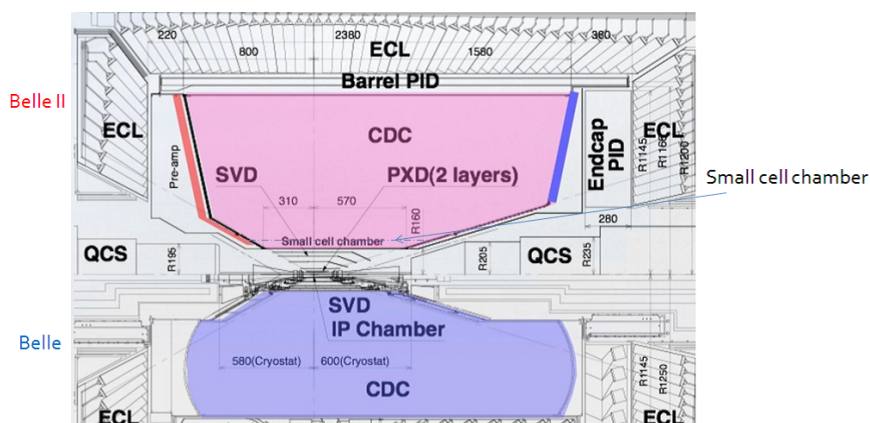 220
2380
380
800
ECL
1580
Barrel PID
Belle II
CDC
ECL
Pre-amp
Endcap PID
ECL
R1145
R1166
R1200
SVD
PXD(2 layers)
Small cell chamber
310
570
R160
280
Small cell chamber
QCS
R195
R205
QCS
R235
SVD
IP Chamber
Belle
580(Cryostat)
600(Cryostat)
R1145
R1250
CDC
ECL
ECL